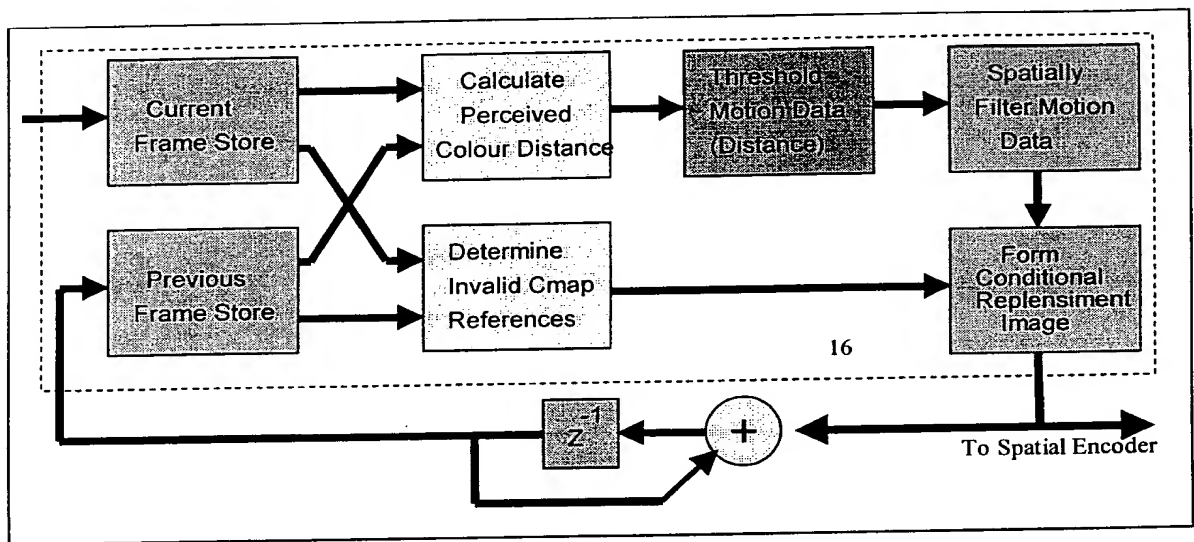 Current
Frame Store
Calculate
Perceived
Colour Distance
Threshold
Motion Data
(Distance)
Spatially
Filter Motion
Data
Previous
Frame Store
Determine
Invalid Cmap
References
Form
Conditional
Replensiment
Image
16
z-1
+
To Spatial Encoder